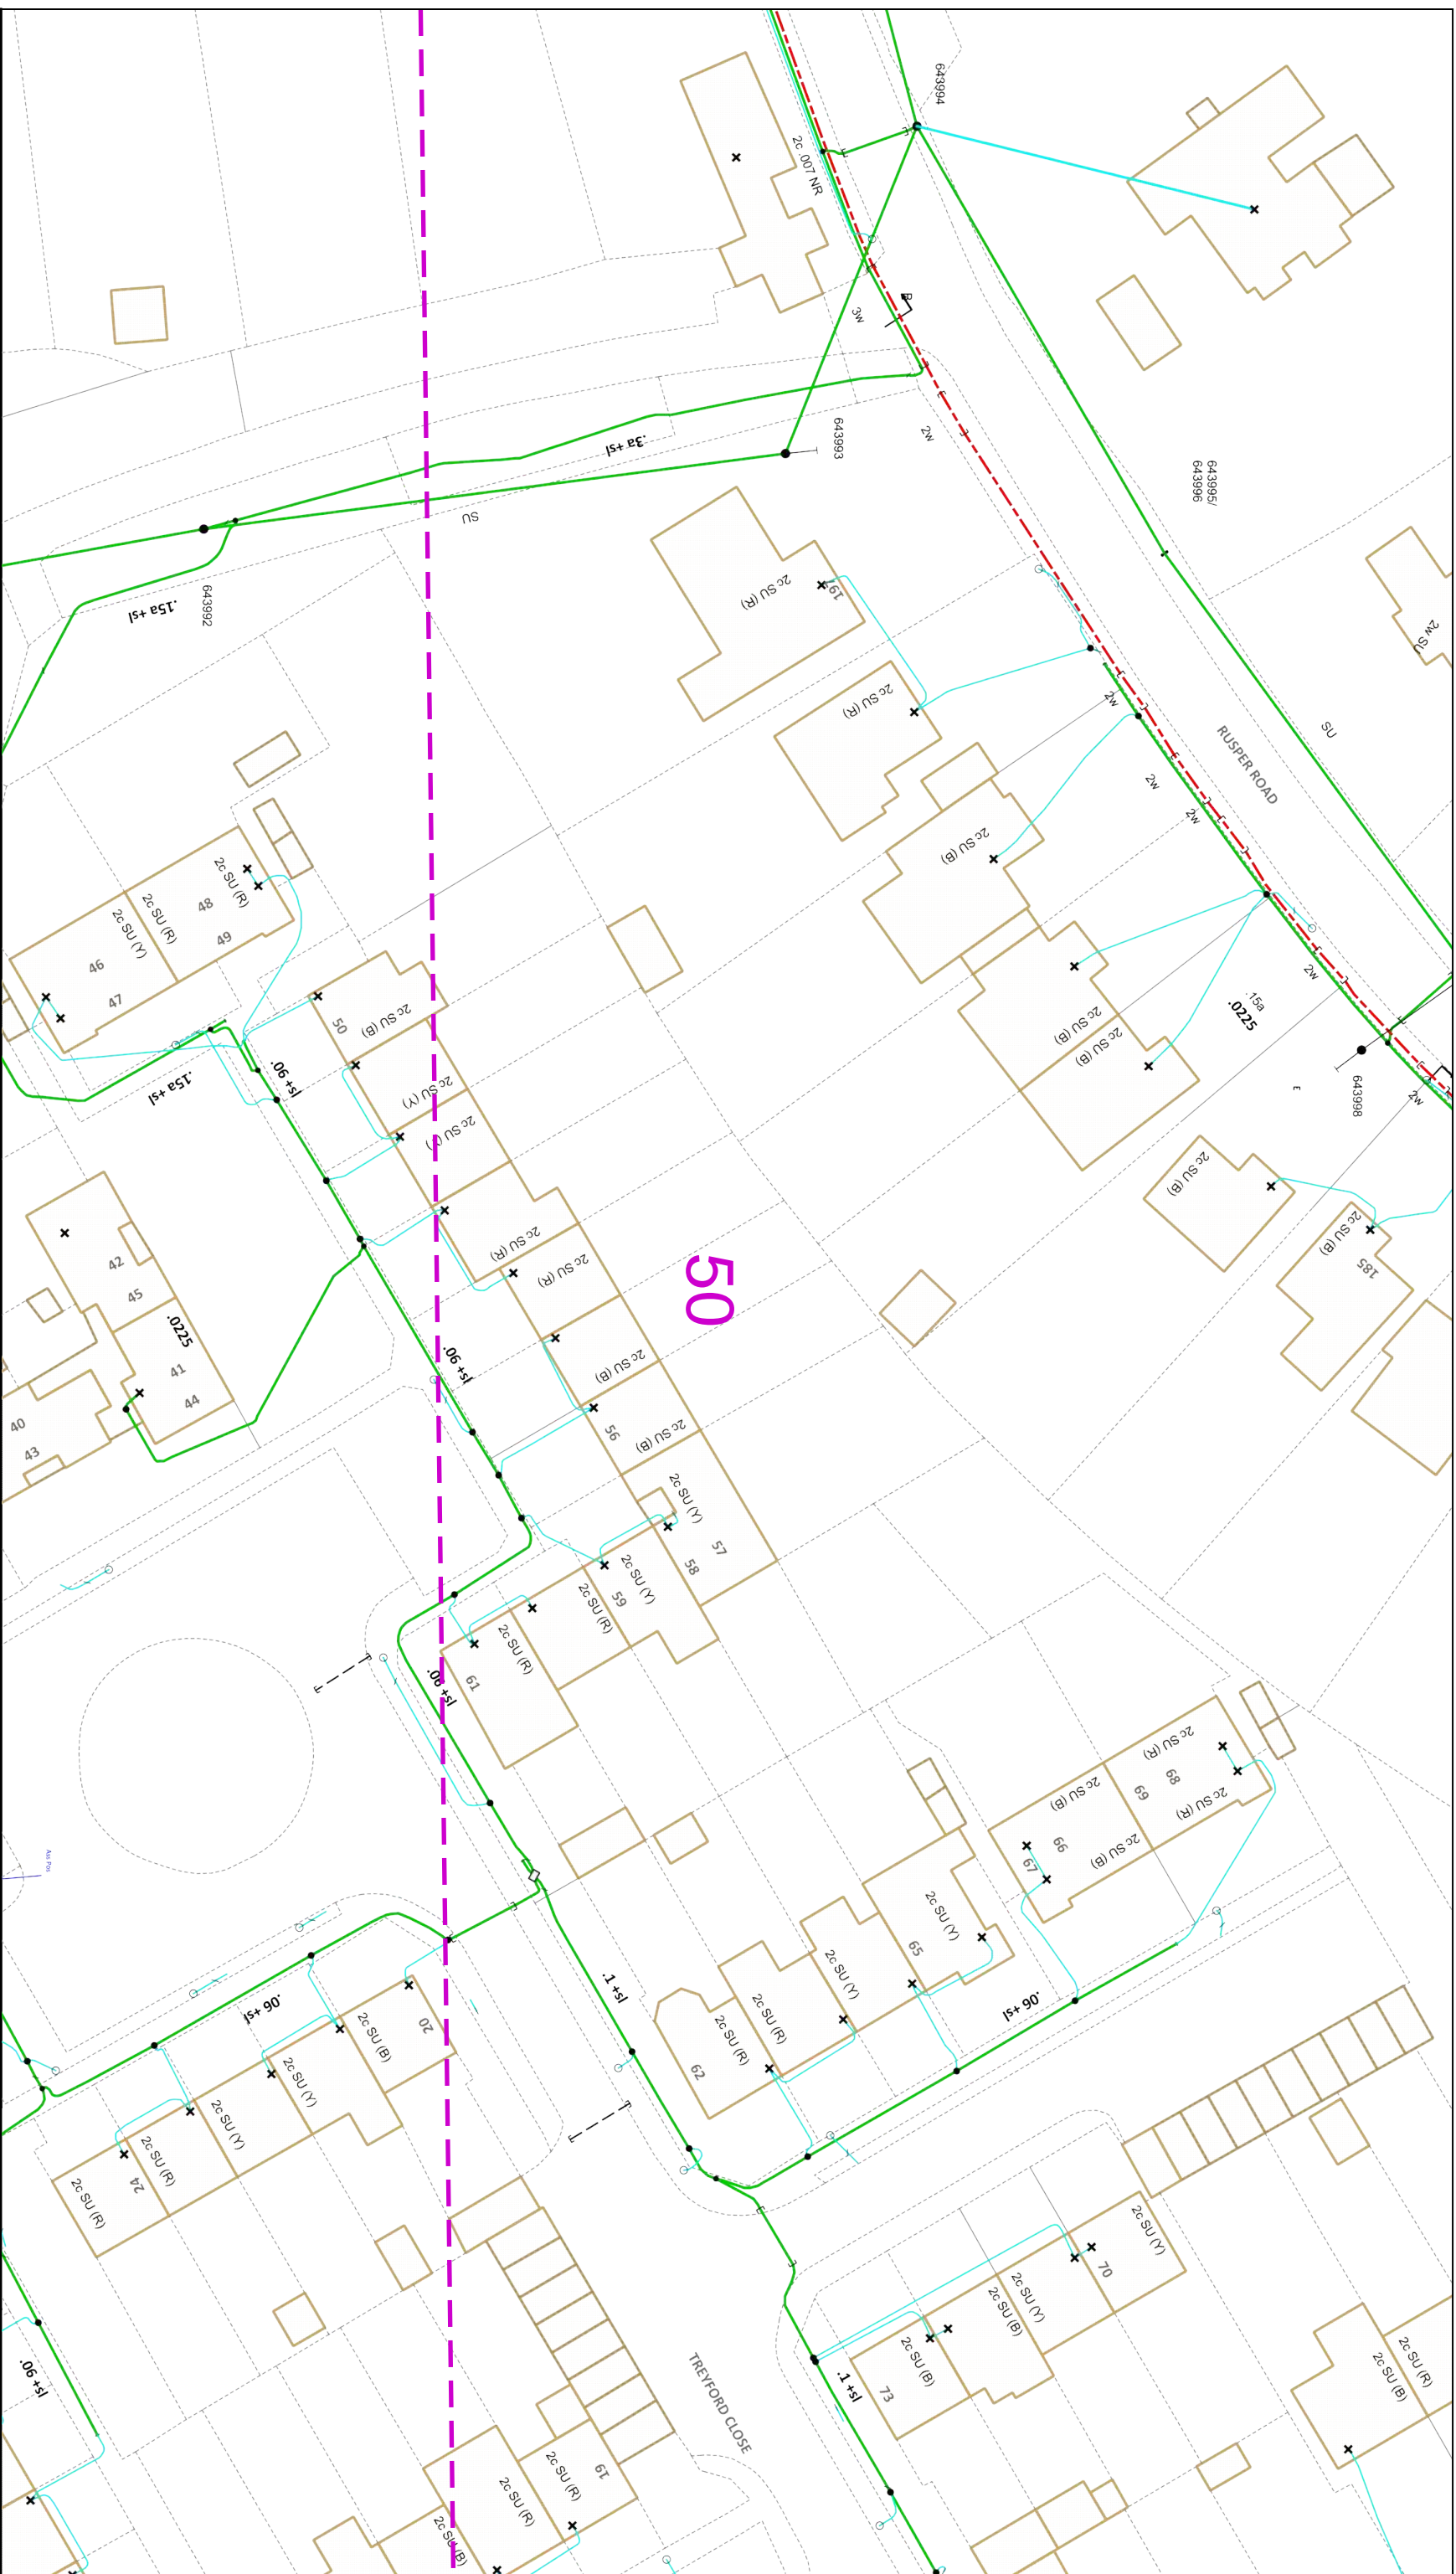 643994
2c .007 NR
3w
643993
2w
.3a +sl
SU
643995/
643996
643992
.15a +sl
2c SU (R)
191
2c SU (R)
2w SU
SU
RUSPER ROAD
2w
2w
2w
2c SU (B)
2c SU (R)
48
49
2c SU (R)
2c SU (Y)
46
47
2w
.15a
.0225
2c SU (B)
2c SU (B)
643998
2w
2c SU (B)
50
.06 +sl
.15a +sl
2c SU (Y)
2c SU (B)
2c SU (B)
185
42
45
.0225
41
44
40
43
2c SU (R)
2c SU (R)
50
2c SU (B)
.06 +sl
56
2c SU (B)
2c SU (Y)
57
58
2c SU (Y)
59
2c SU (R)
2c SU (R)
61
.06 +sl
2c SU (R)
68
69
2c SU (R)
2c SU (B)
66
67
2c SU (B)
Ass Pos
2c SU (Y)
65
2c SU (Y)
2c SU (R)
2c SU (R)
62
.1 +sl
.06 +sl
.06 +sl
20
2c SU (B)
2c SU (Y)
2c SU (Y)
2c SU (R)
24
2c SU (R)
2c SU (Y)
70
2c SU (Y)
2c SU (B)
2c SU (B)
73
.1 +sl
.06 +sl
TREYFORD CLOSE
2c SU (R)
2c SU (B)
19
2c SU (R)
2c SU (R)
2c SU (B)